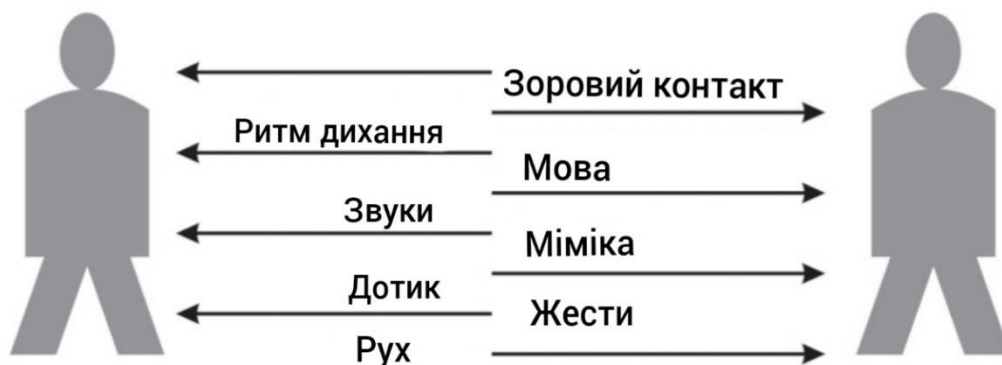 Зоровий контакт
Ритм дихання
Мова
Звуки
Міміка
Дотик
Жести
Рух